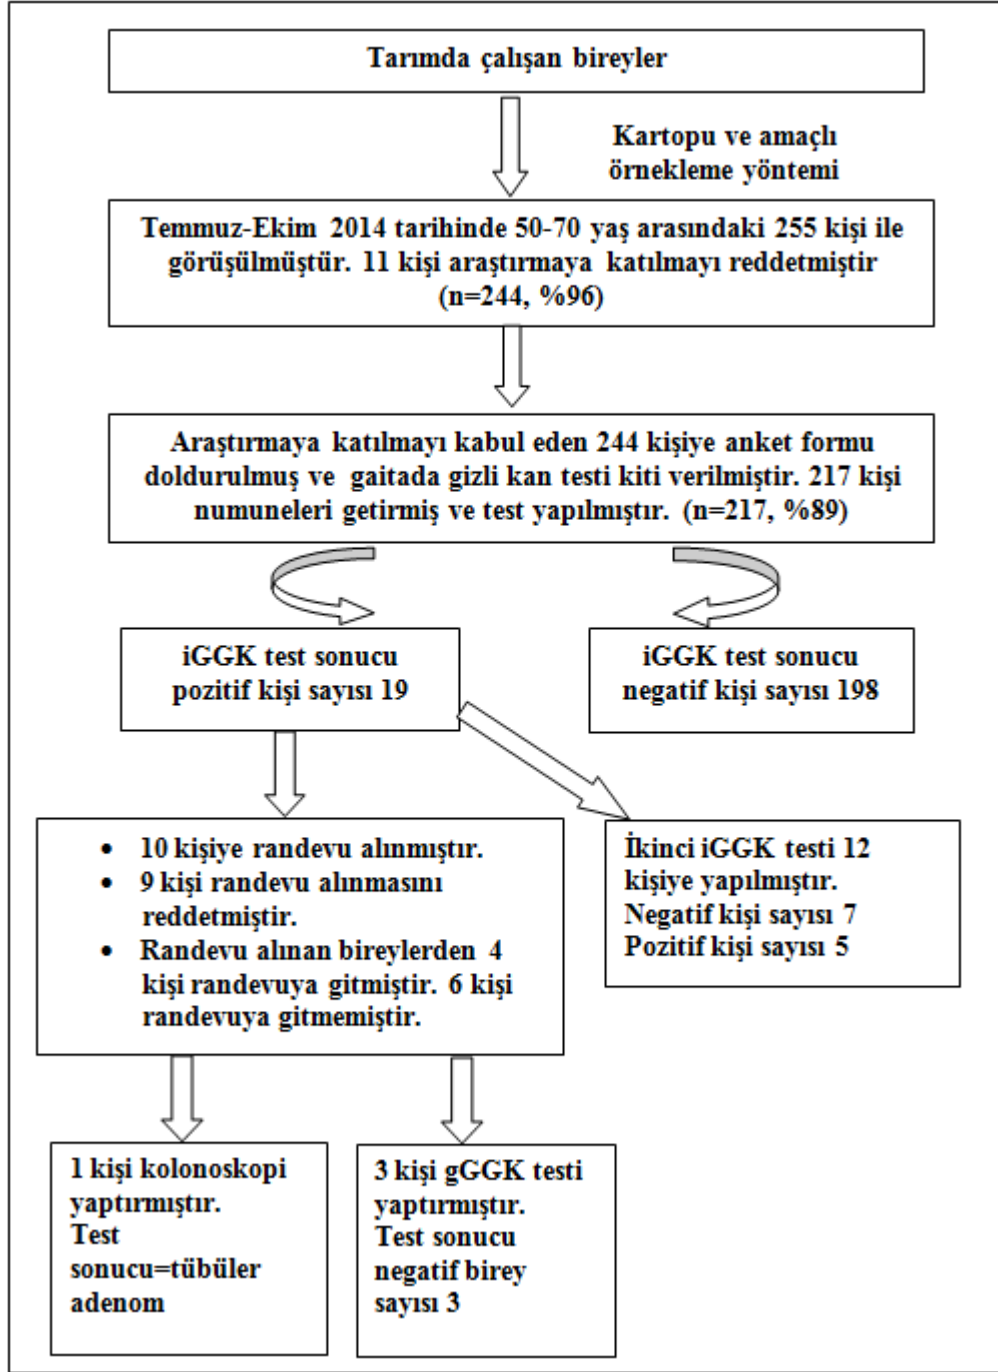 Tarımda çalışan bireyler
Kartopu ve amaçlı
örnekleme yöntemi
Temmuz-Ekim 2014 tarihinde 50-70 yaş arasındaki 255 kişi ile
görüşülmüştür. 11 kişi araştırmaya katılmayı reddetmiştir
(n=244, %96)
Araştırmaya katılmayı kabul eden 244 kişiye anket formu
doldurulmuş ve gaitada gizli kan testi kiti verilmiştir. 217 kişi
numuneleri getirmiş ve test yapılmıştır. (n=217, %89)
iGGK test sonucu
pozitif kişi sayısı 19
iGGK test sonucu
negatif kişi sayısı 198
• 10 kişiye randevu alınmıştır.
• 9 kişi randevu alınmasını
reddetmiştir.
• Randevu alınan bireylerden 4
kişi randevuya gitmiştir. 6 kişi
randevuya gitmemiştir.
İkinci iGGK testi 12
kişiye yapılmıştır.
Negatif kişi sayısı 7
Pozitif kişi sayısı 5
1 kişi kolonoskopi
yaptırmıştır.
Test
sonucu=tübüler
adenom
3 kişi gGGK testi
yaptırmıştır.
Test sonucu
negatif birey
sayısı 3